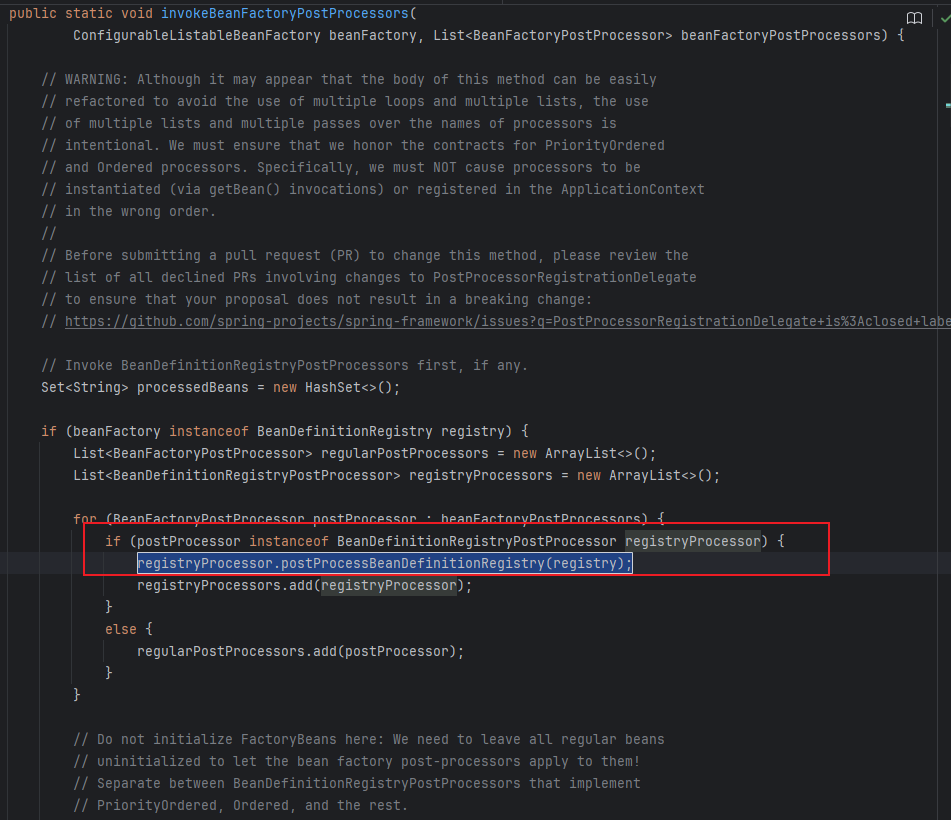 public static void invokeBeanFactoryPostProcessors(
ConfigurableListableBeanFactory beanFactory, List<BeanFactoryPostProcessor> beanFactoryPostProcessors) {
// WARNING: Although it may appear that the body of this method can be easily
// refactored to avoid the use of multiple loops and multiple lists, the use
// of multiple lists and multiple passes over the names of processors is
// intentional. We must ensure that we honor the contracts for PriorityOrdered
// and Ordered processors. Specifically, we must NOT cause processors to be
// instantiated (via getBean() invocations) or registered in the ApplicationContext
// in the wrong order.
//
// Before submitting a pull request (PR) to change this method, please review the
// list of all declined PRs involving changes to PostProcessorRegistrationDelegate
// to ensure that your proposal does not result in a breaking change:
// https://github.com/spring-projects/spring-framework/issues?q=PostProcessorRegistrationDelegate+is%3Aclosed+labe
// Invoke BeanDefinitionRegistryPostProcessors first, if any.
Set<String> processedBeans = new HashSet<>();
if (beanFactory instanceof BeanDefinitionRegistry registry) {
List<BeanFactoryPostProcessor> regularPostProcessors = new ArrayList<>();
List<BeanDefinitionRegistryPostProcessor> registryProcessors = new ArrayList<>();
for (BeanFactoryPostProcessor postProcessor : beanFactoryPostProcessors) {
if (postProcessor instanceof BeanDefinitionRegistryPostProcessor registryProcessor) {
registryProcessor.postProcessBeanDefinitionRegistry(registry);
registryProcessors.add(registryProcessor);
}
else {
regularPostProcessors.add(postProcessor);
}
}
// Do not initialize FactoryBeans here: We need to leave all regular beans
// uninitialized to let the bean factory post-processors apply to them!
// Separate between BeanDefinitionRegistryPostProcessors that implement
// PriorityOrdered, Ordered, and the rest.